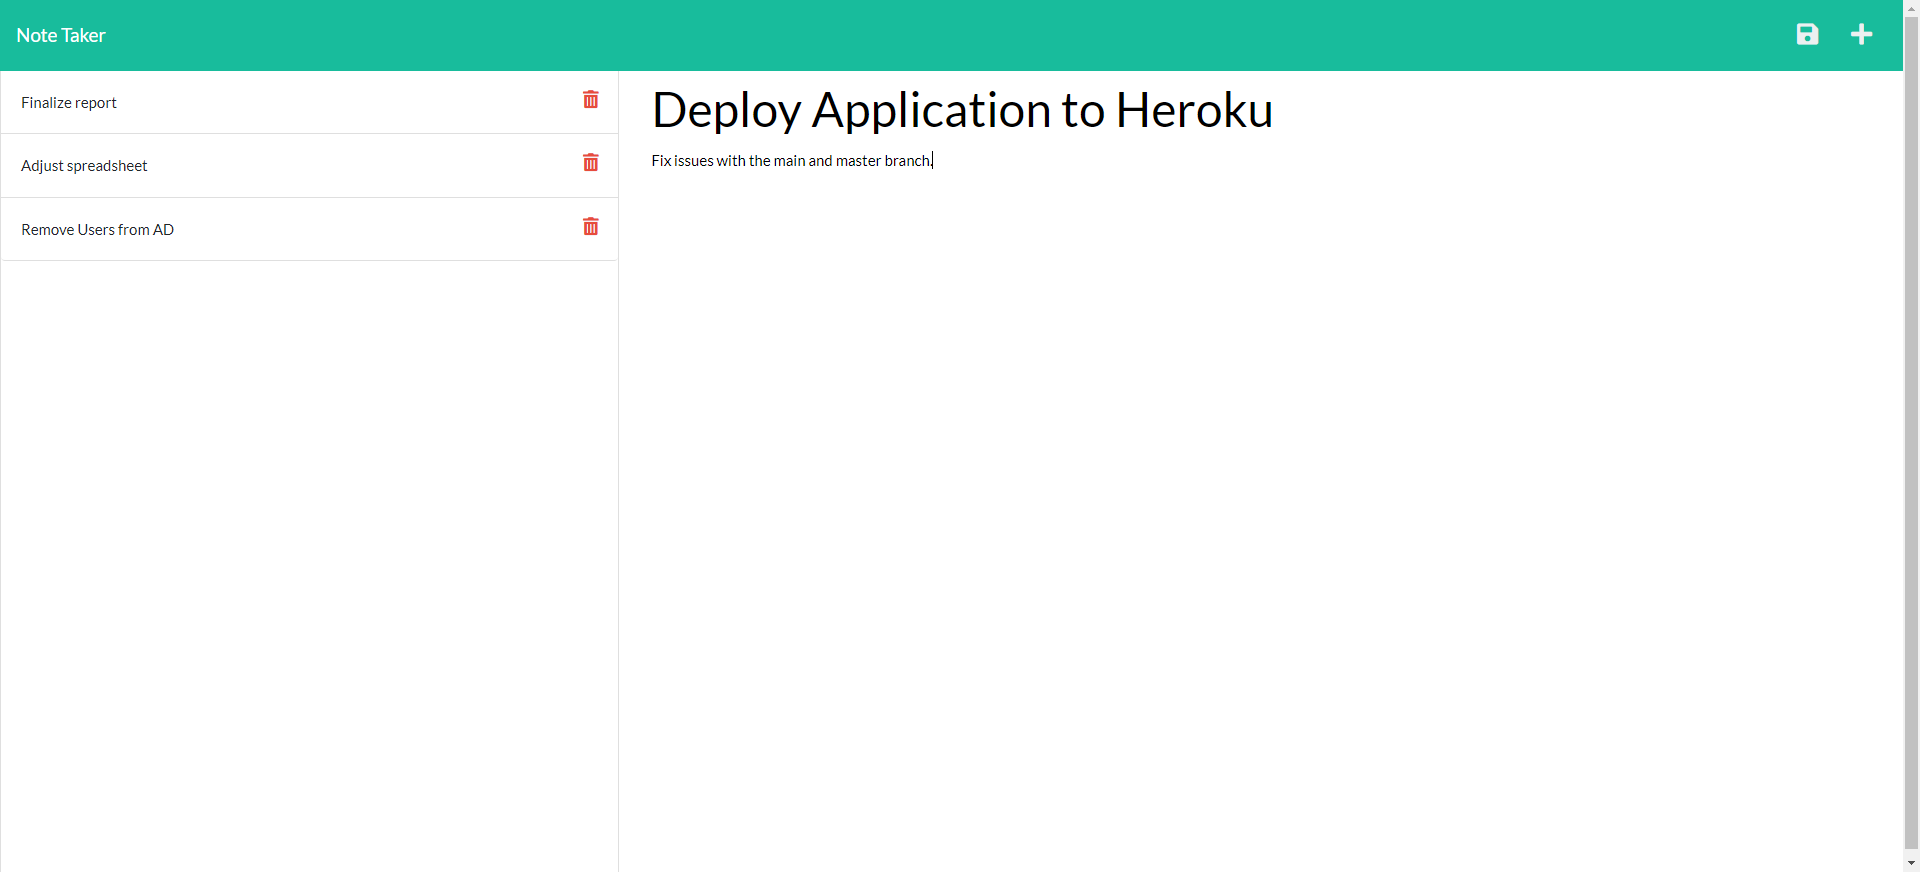 Note Taker
Finalize report
Adjust spreadsheet
Remove Users from AD
Deploy Application to Heroku
Fix issues with the main and master branch.